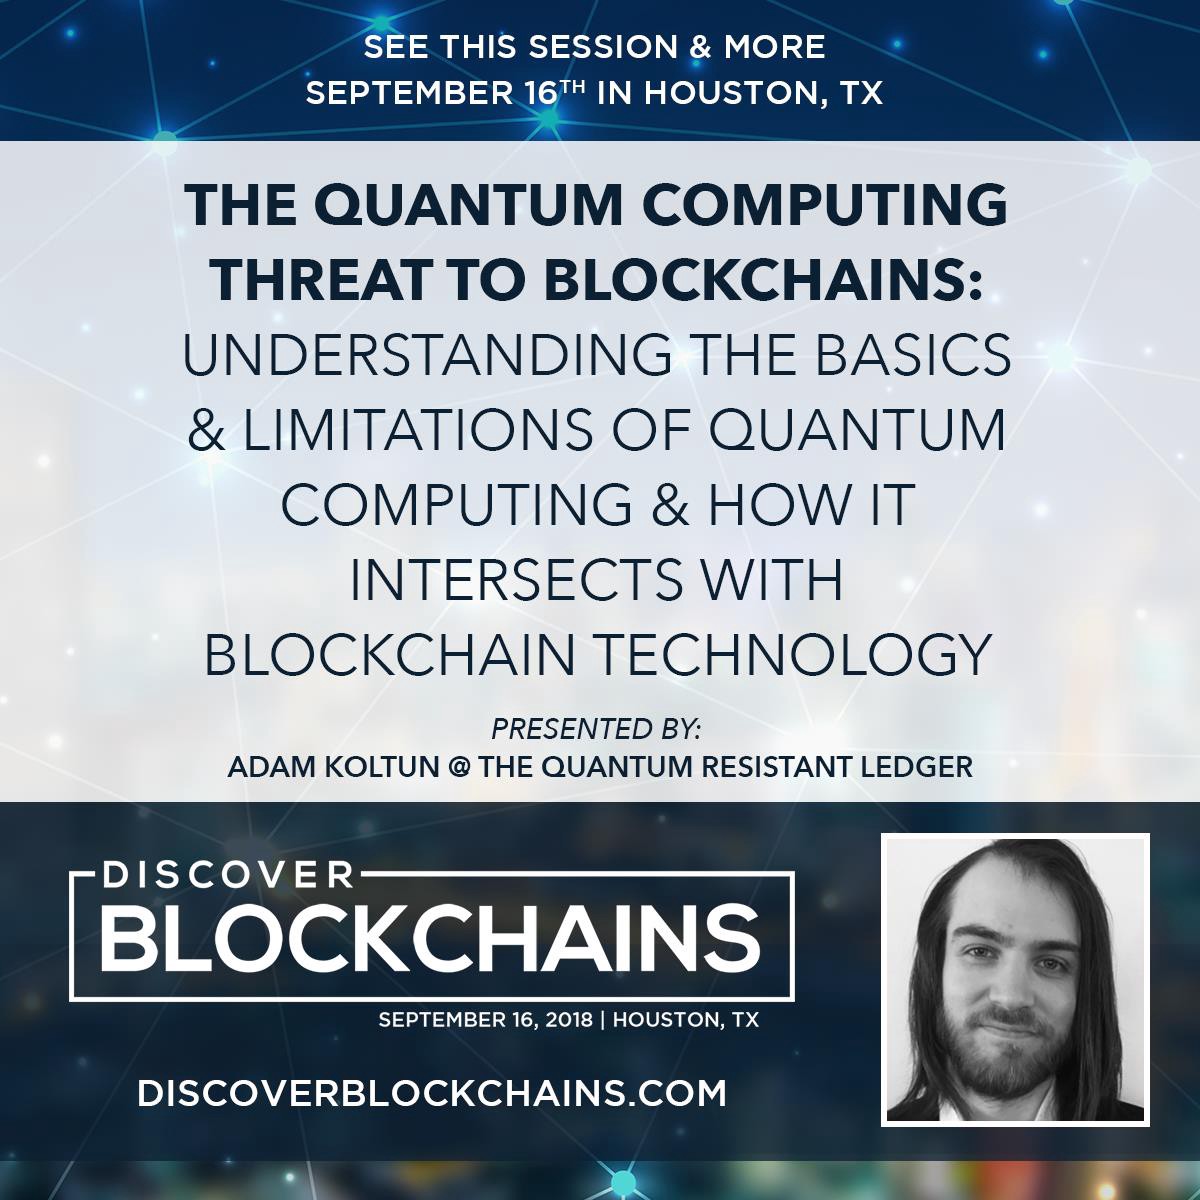 SEE THIS SESSION & MORE
SEPTEMBER 16TH IN HOUSTON, TX
THE QUANTUM COMPUTING
THREAT TO BLOCKCHAINS:
UNDERSTANDING THE BASICS
& LIMITATIONS OF QUANTUM
COMPUTING & HOW IT
INTERSECTS WITH
BLOCKCHAIN TECHNOLOGY
PRESENTED BY:
ADAM KOLTUN @ THE QUANTUM RESISTANT LEDGER
DISCOVER
BLOCKCHAINS
SEPTEMBER 16, 2018 | HOUSTON, TX
DISCOVERBLOCKCHAINS.COM